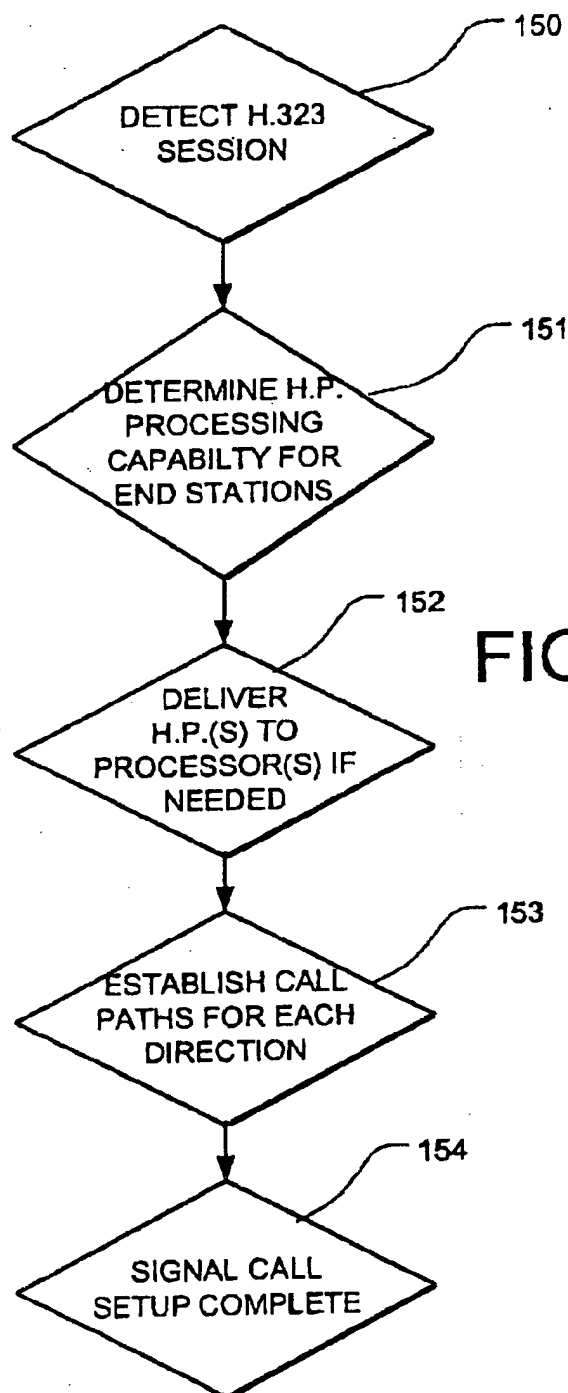 150
DETECT H.323
SESSION
151
DETERMINE H.P.
PROCESSING
CAPABILTY FOR
END STATIONS
152
DELIVER
H.P.(S) TO
PROCESSOR(S) IF
NEEDED
FIG
153
ESTABLISH CALL
PATHS FOR EACH
DIRECTION
154
SIGNAL CALL
SETUP COMPLETE